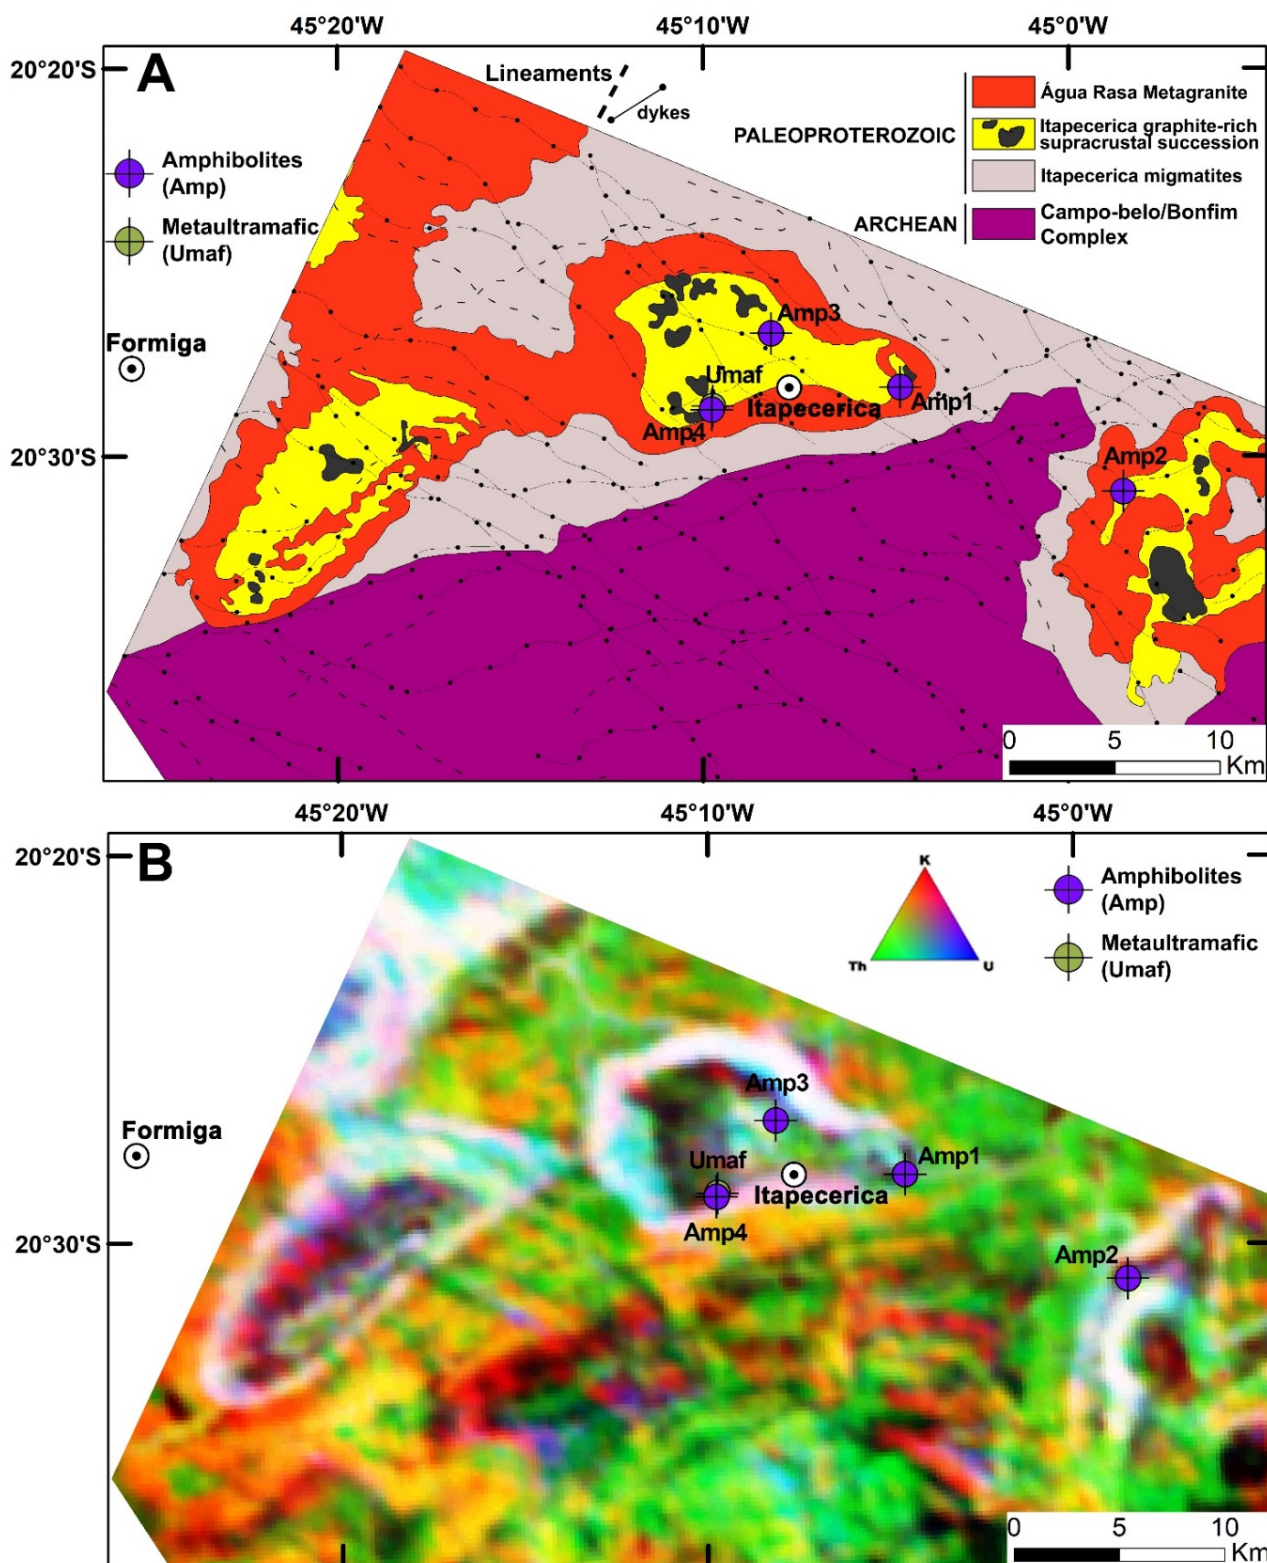 45°20'W 45°10'W 45°0'W
20°20'S
A
Lineaments
dykes
Água Rasa Metagranite
PALEOPROTEROZOIC
Itapecerica graphite-rich
supracrustal succession
Itapecerica migmatites
ARCHEAN
Campo-belo/Bonfim
Complex
Amphibolites
(Amp)
Metaultramafic
(Umaf)
Amp3
Formiga
Umaf
Itapecerica
Amp1
Amp4
20°30'S
Amp2
0 5 10
Km
45°20'W 45°10'W 45°0'W
20°20'S
B
K
Th U
Amphibolites
(Amp)
Metaultramafic
(Umaf)
Amp3
Formiga
Umaf
Amp1
Itapecerica
Amp4
20°30'S
Amp2
0 5 10
Km